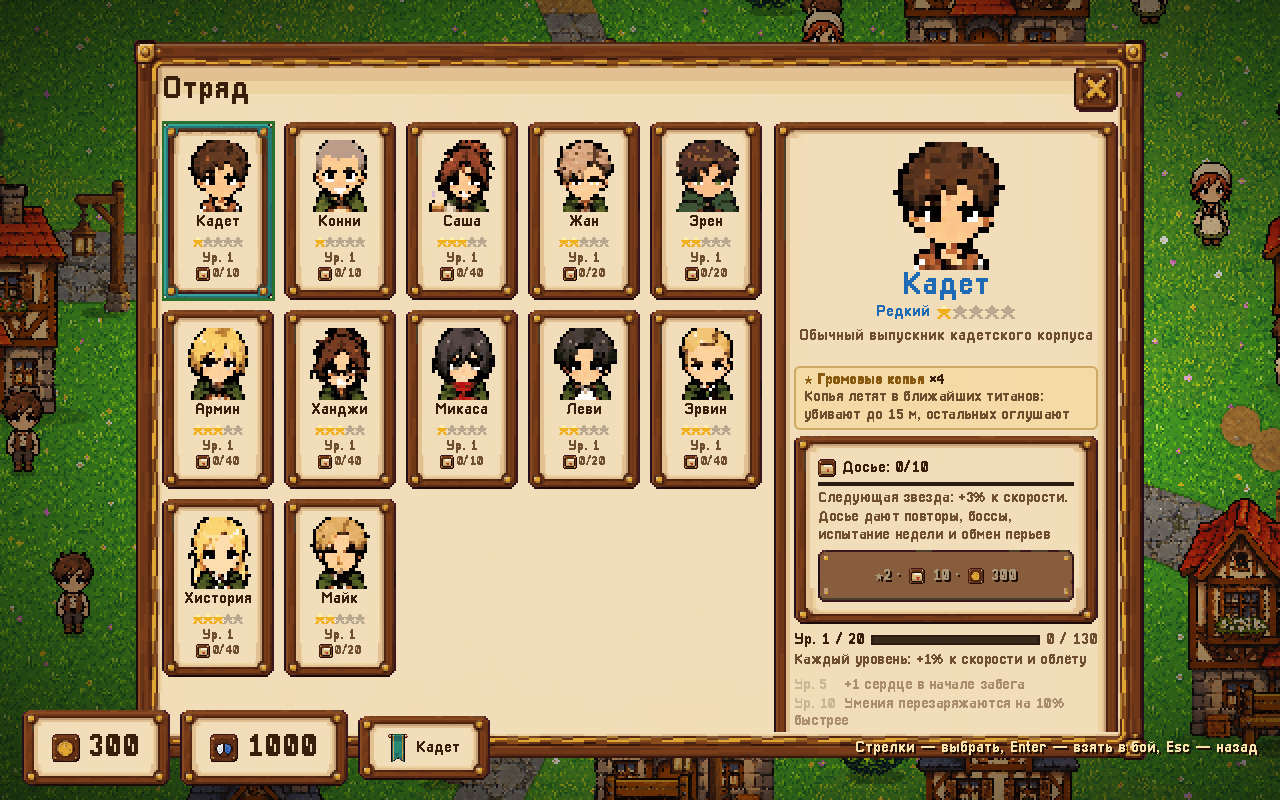 Отряд
Кадет
Ур. 1
0/10
Конни
Ур. 1
0/10
Саша
Ур. 1
0/40
Жан
Ур. 1
0/20
Эрен
Ур. 1
0/20
Армин
Ур. 1
0/40
Ханджи
Ур. 1
0/40
Микаса
Ур. 1
0/10
Леви
Ур. 1
0/20
Эрвин
Ур. 1
0/40
Хистория
Ур. 1
0/40
Майк
Ур. 1
0/20
Кадет
Редкий
Обычный выпускник кадетского корпуса
★ Громовые копья ×4
Копья летят в ближайших титанов:
убивают до 15 м, остальных оглушают
Досье: 0/10
Следующая звезда: +3% к скорости.
Досье дают повторы, боссы,
испытание недели и обмен перьев
★2 · 10 · 300
Ур. 1 / 20 0 / 130
Каждый уровень: +1% к скорости и облёту
Ур. 5 +1 сердце в начале забега
Ур. 10 Умения перезаряжаются на 10%
быстрее
300
1000
Кадет
Стрелки — выбрать, Enter — взять в бой, Esc — назад